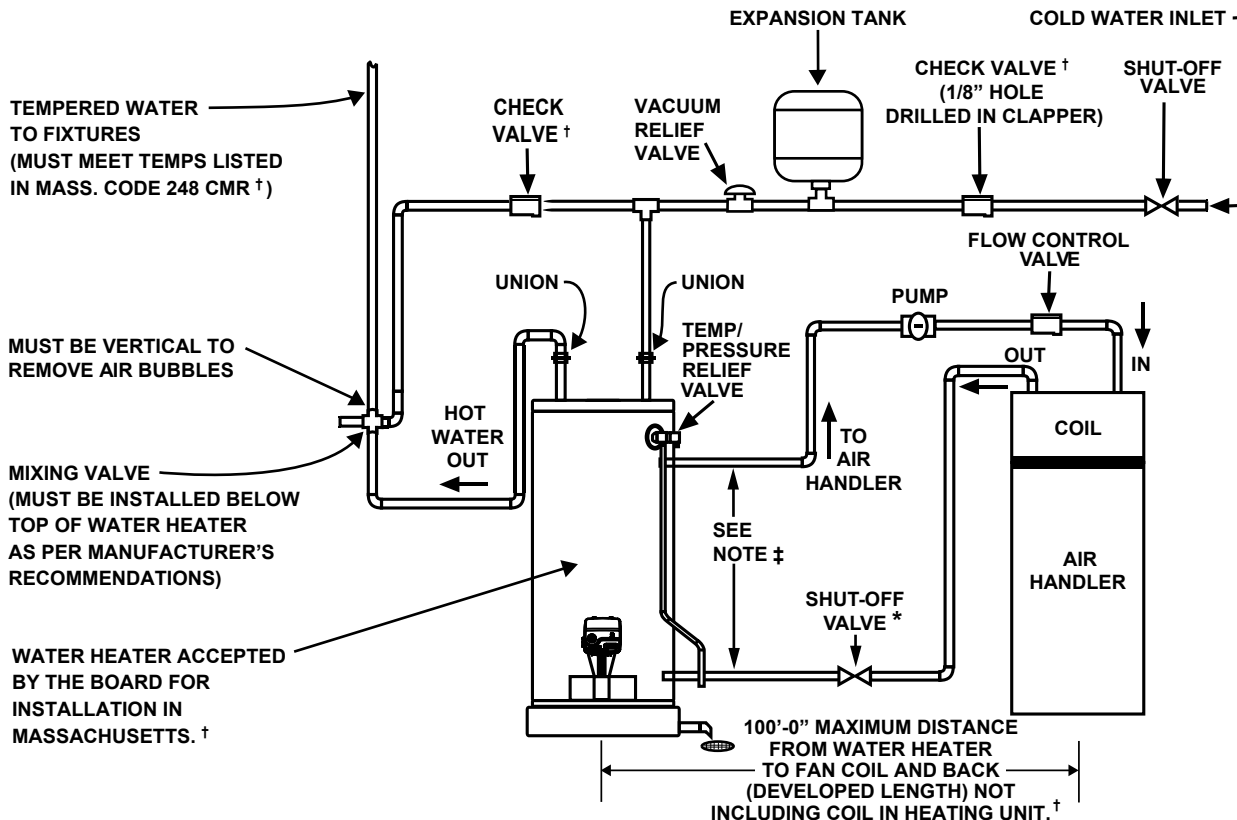 EXPANSION TANK
COLD WATER INLET
TEMPERED WATER
TO FIXTURES
(MUST MEET TEMPS LISTED
IN MASS. CODE 248 CMR †)
CHECK
VALVE †
VACUUM
RELIEF
VALVE
CHECK VALVE †
(1/8” HOLE
DRILLED IN CLAPPER)
SHUT-OFF
VALVE
FLOW CONTROL
VALVE
UNION
UNION
PUMP
TEMP/
PRESSURE
RELIEF
VALVE
OUT
IN
MUST BE VERTICAL TO
REMOVE AIR BUBBLES
HOT
WATER
OUT
TO
AIR
HANDLER
COIL
MIXING VALVE
(MUST BE INSTALLED BELOW
TOP OF WATER HEATER
AS PER MANUFACTURER’S
RECOMMENDATIONS)
SEE
NOTE ‡
AIR
HANDLER
SHUT-OFF
VALVE *
WATER HEATER ACCEPTED
BY THE BOARD FOR
INSTALLATION IN
MASSACHUSETTS. †
100’-0” MAXIMUM DISTANCE
FROM WATER HEATER
TO FAN COIL AND BACK
(DEVELOPED LENGTH) NOT
INCLUDING COIL IN HEATING UNIT. †